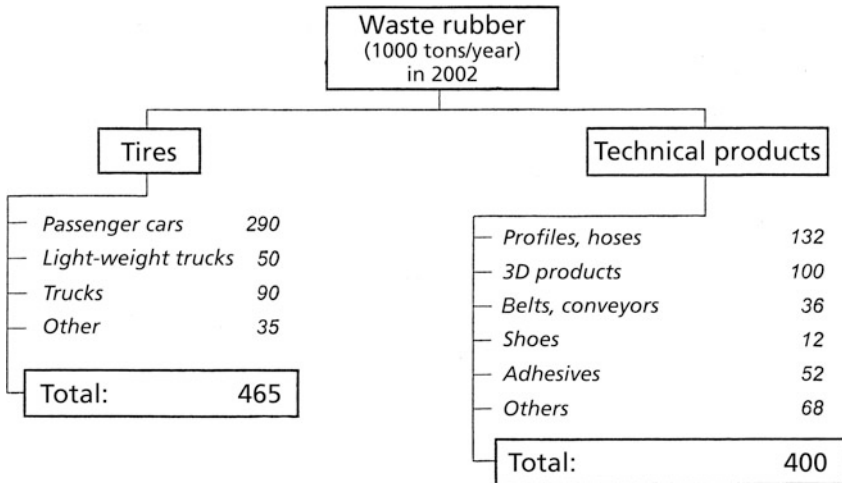 Waste rubber
(1000 tons/year)
in 2002
Tires
Passenger cars 290
Light-weight trucks 50
Trucks 90
Other 35
Total: 465
Technical products
Profiles, hoses 132
3D products 100
Belts, conveyors 36
Shoes 12
Adhesives 52
Others 68
Total: 400